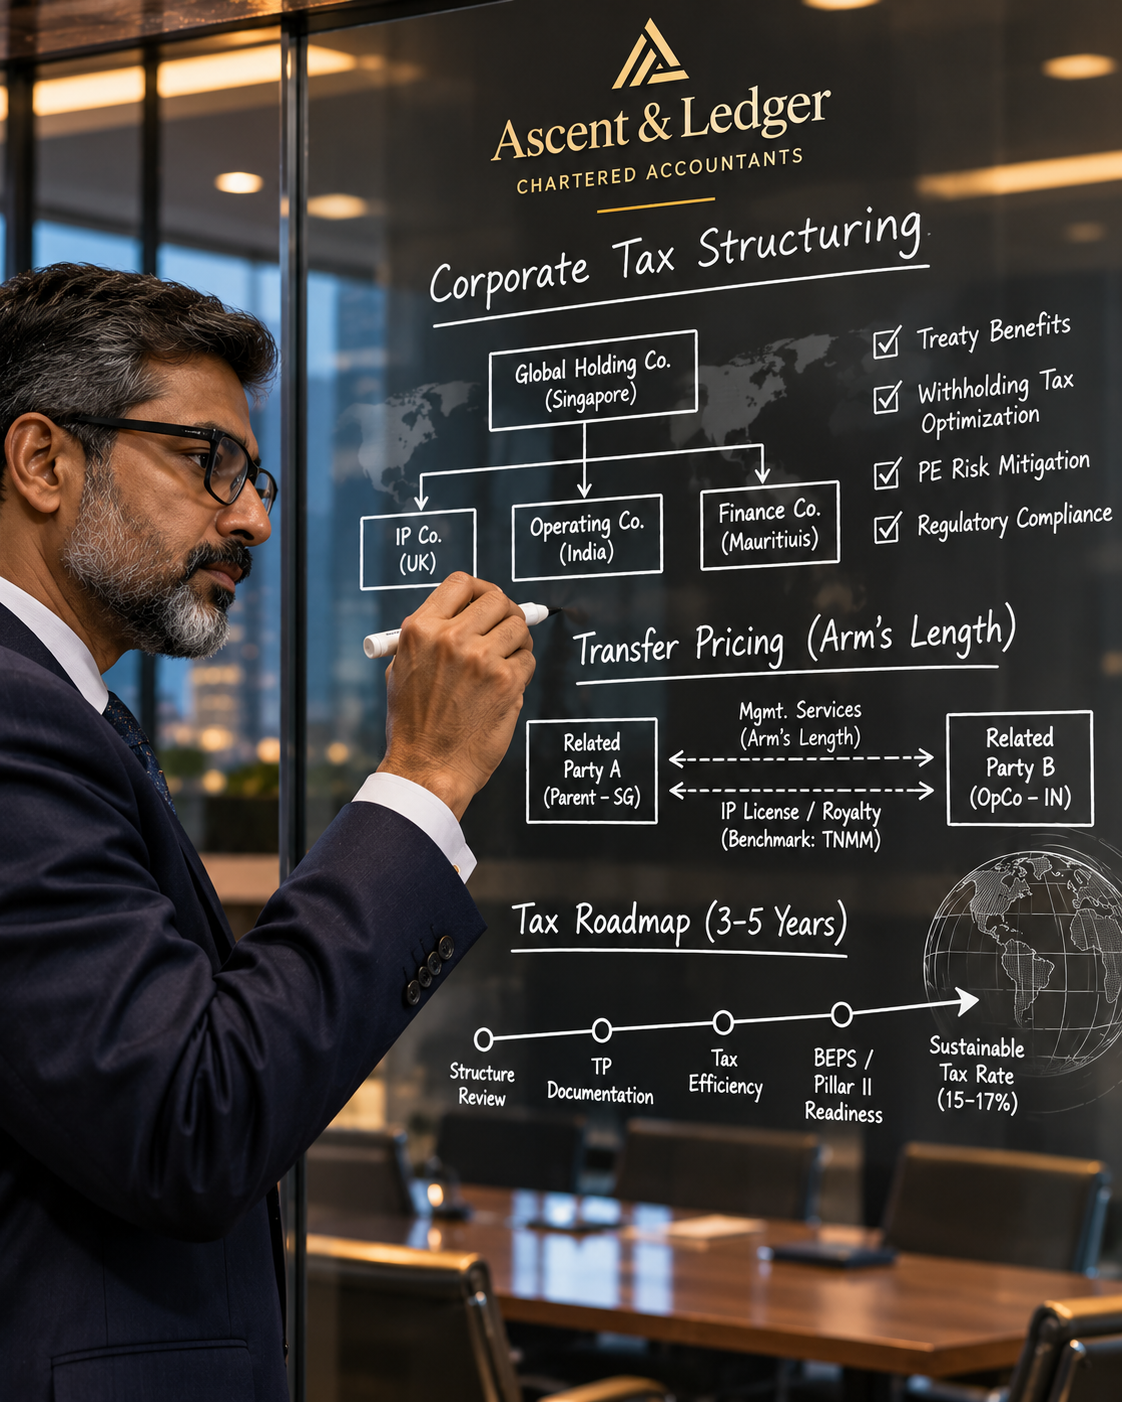 Ascent & Ledger
CHARTERED ACCOUNTANTS
Corporate Tax Structuring
Global Holding Co.
(Singapore)
IP Co.
(UK)
Operating Co.
(India)
Finance Co.
(Mauritiuis)
Treaty Benefits
Withholding Tax
Optimization
PE Risk Mitigation
Regulatory Compliance
Transfer Pricing (Arm's Length)
Related
Party A
(Parent – SG)
Mgmt. Services
(Arm's Length)
IP License / Royalty
(Benchmark: TNMM)
Related
Party B
(OpCo – IN)
Tax Roadmap (3–5 Years)
Structure
Review
TP
Documentation
Tax
Efficiency
BEPS /
Pillar II
Readiness
Sustainable
Tax Rate
(15–17%)